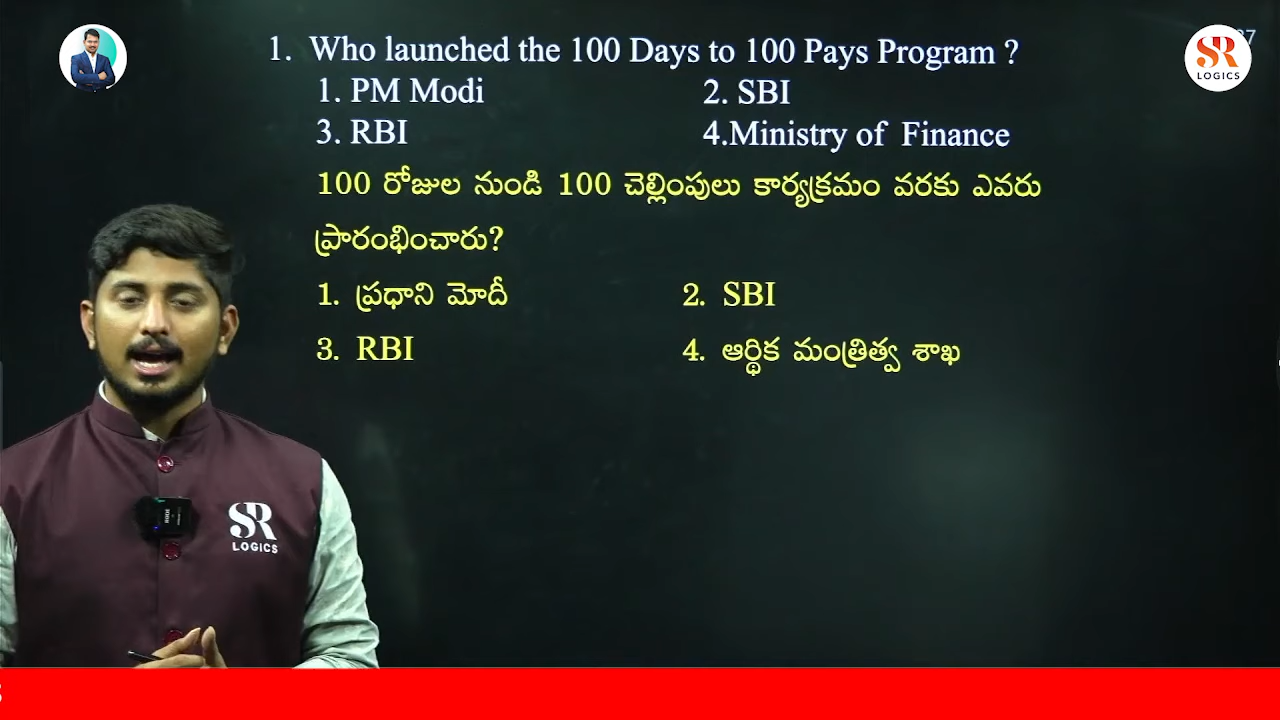 1. Who launched the 100 Days to 100 Pays Program ?
1. PM Modi 2. SBI
3. RBI 4.Ministry of Finance
100 రోజుల నుండి 100 చెల్లింపులు కార్యక్రమం వరకు ఎవరు
ప్రారంభించారు?
1. ప్రధాని మోదీ 2. SBI
3. RBI 4. ఆర్థిక మంత్రిత్వ శాఖ
SR
LOGICS
SR
LOGICS